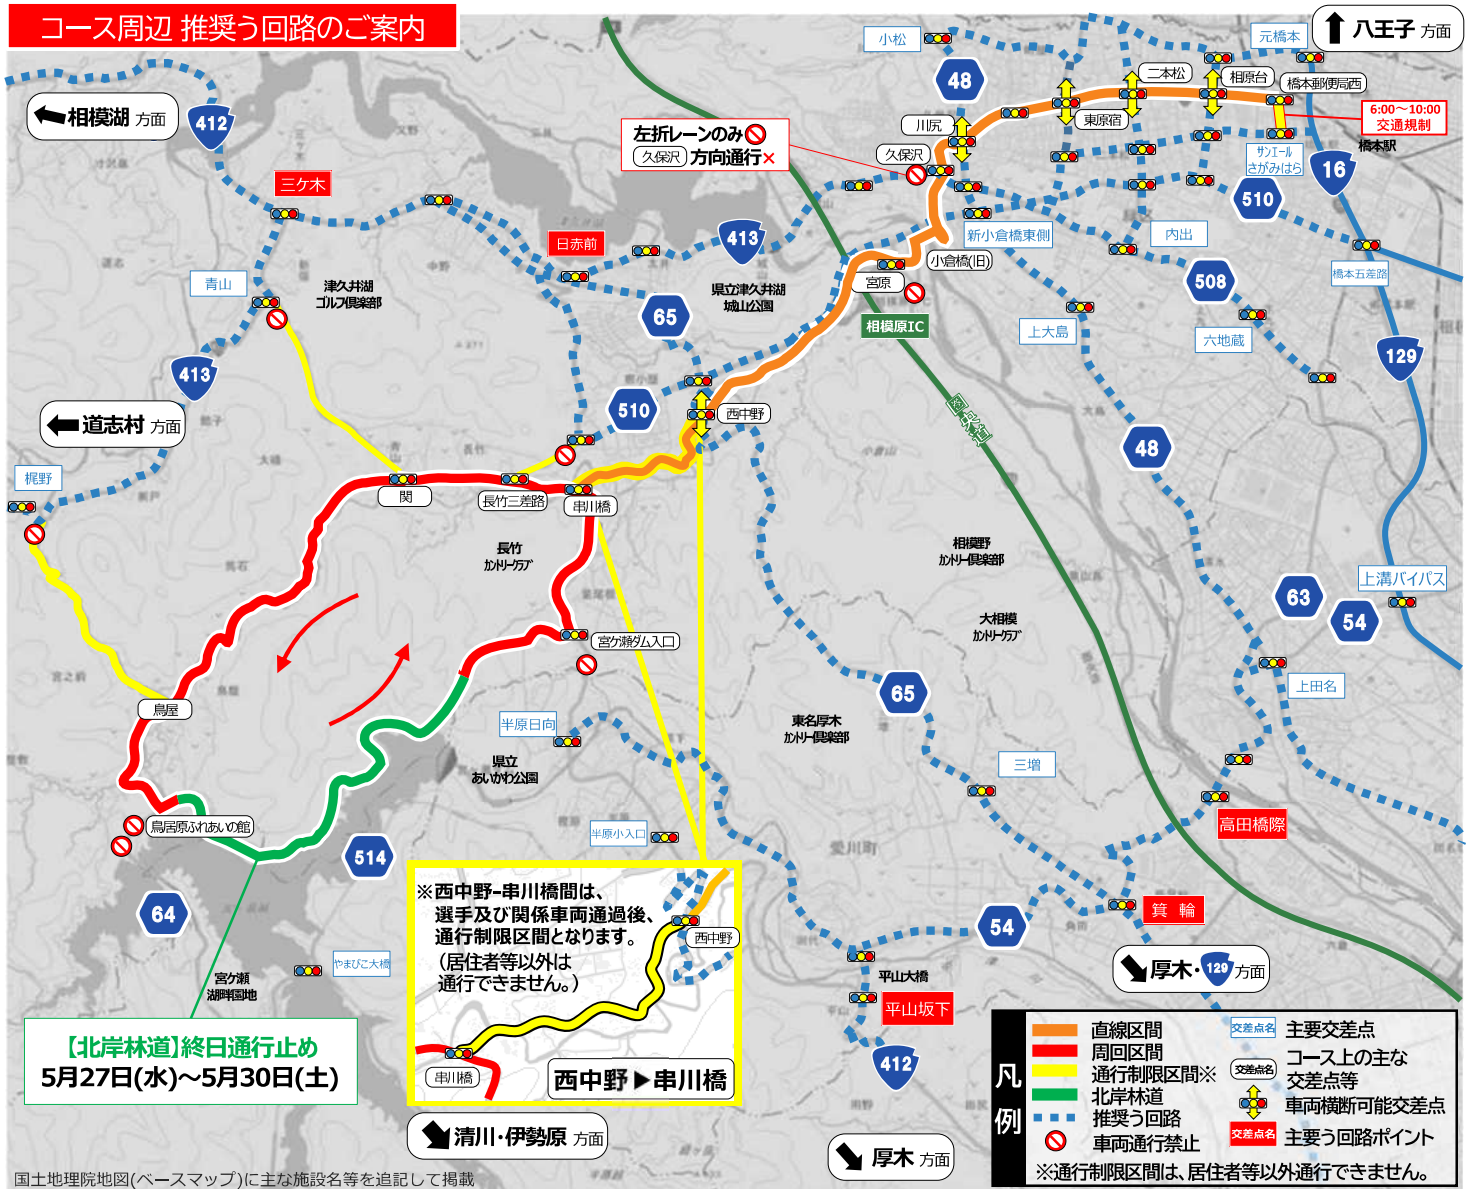 コース周辺 推奨う回路のご案内
八王子 方面
小松
元橋本
48
二本松
相原台
橋本郵便局西
相模湖 方面
412
6:00〜10:00
交通規制
左折レーンのみ
久保沢 方向通行×
川尻
東原宿
久保沢
サンエール
さがみはら
橋本駅
16
三ケ木
510
413
新小倉橋東側
内出
日赤前
小倉橋(旧)
橋本五差路
青山
津久井湖
ゴルフ倶楽部
県立津久井湖
城山公園
宮原
508
65
相模原IC
上大島
六地蔵
129
413
510
西中野
圏央道
道志村 方面
48
梶野
関
長竹三差路
串川橋
長竹
カントリークラブ
相模野
カントリー倶楽部
上溝バイパス
63
54
大相模
カントリークラブ
宮ケ瀬ダム入口
上田名
65
鳥屋
半原日向
東名厚木
カントリー倶楽部
県立
あいかわ公園
三増
鳥居原ふれあいの館
半原小入口
高田橋際
愛川町
514
64
箕輪
54
※西中野-串川橋間は、
選手及び関係車両通過後、
通行制限区間となります。
(居住者等以外は
通行できません。)
西中野
串川橋
西中野▶串川橋
やまびこ大橋
宮ケ瀬
湖畔園地
平山大橋
平山坂下
412
厚木・129方面
【北岸林道】終日通行止め
5月27日(水)〜5月30日(土)
清川・伊勢原 方面
厚木 方面
凡例
直線区間
周回区間
通行制限区間※
北岸林道
推奨う回路
車両通行禁止
交差点名 主要交差点
交差点名 コース上の主な
交差点等
車両横断可能交差点
交差点名 主要う回路ポイント
※通行制限区間は、居住者等以外通行できません。
国土地理院地図(ベースマップ)に主な施設名等を追記して掲載